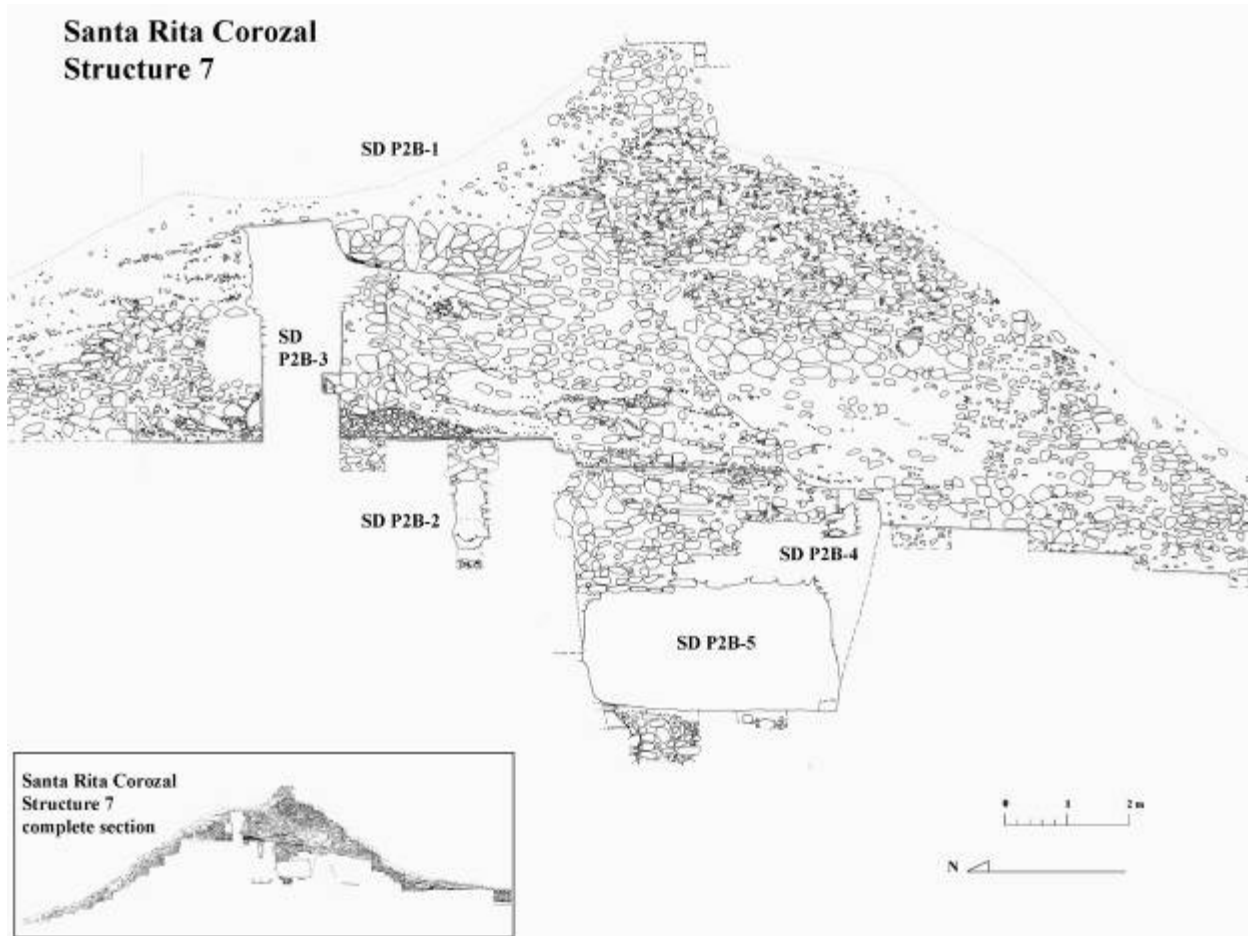 Santa Rita Corozal
Structure 7
SD P2B-1
SD
P2B-3
SD P2B-2
SD P2B-4
SD P2B-5
Santa Rita Corozal
Structure 7
complete section
0 1 2 m
N